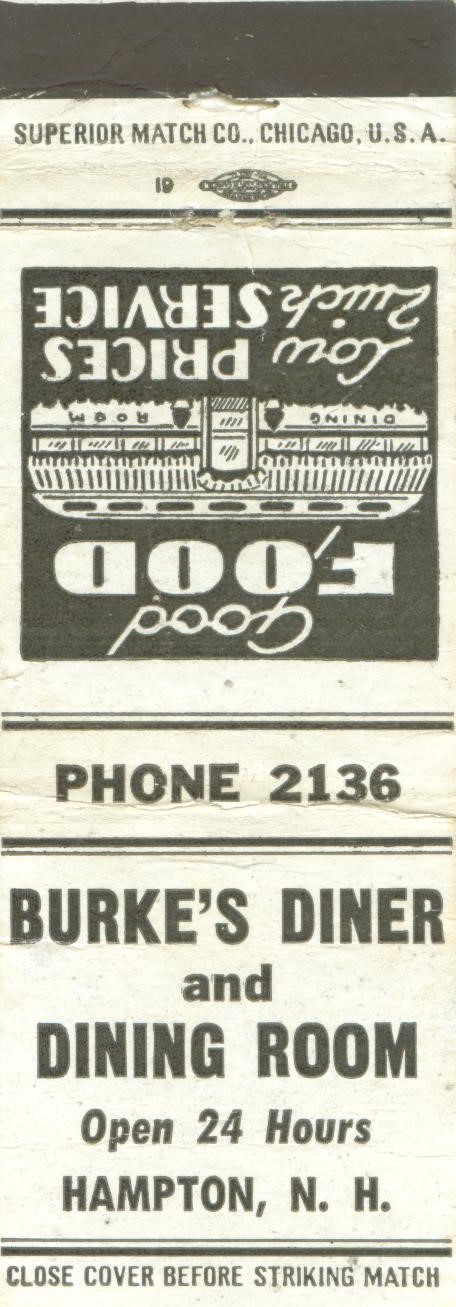 SUPERIOR MATCH CO., CHICAGO, U. S. A.
19
Good
FOOD
DINING ROOM
Low PRICES
Quick SERVICE
PHONE 2136
BURKE'S DINER
and
DINING ROOM
Open 24 Hours
HAMPTON, N. H.
CLOSE COVER BEFORE STRIKING MATCH